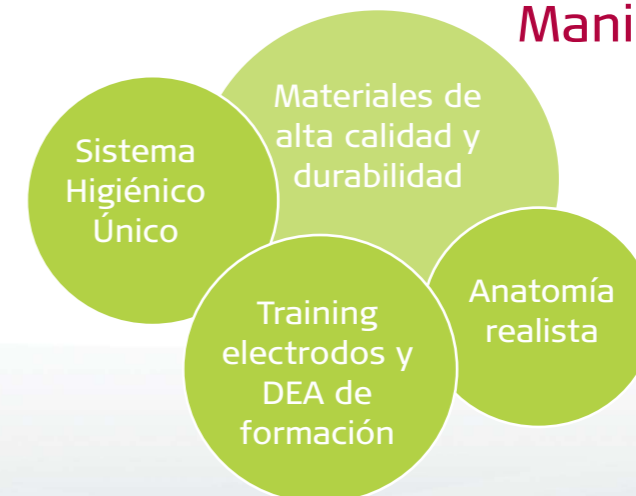 Mani
Materiales de
alta calidad y
durabilidad
Sistema
Higiénico
Único
Anatomía
realista
Training
electrodos y
DEA de
formación